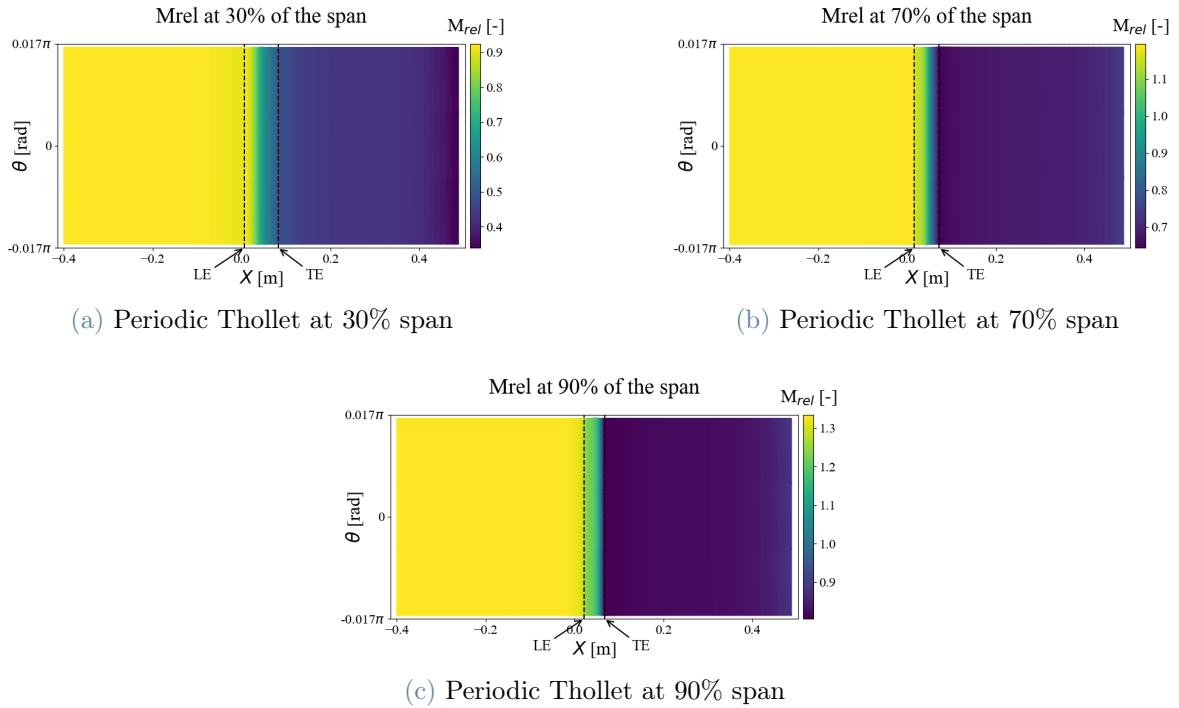 Mrel at 30% of the span
M_rel [-]
0.017π
0
-0.017π
θ [rad]
−0.4
−0.2
0.0
0.2
0.4
LE
TE
X [m]
0.9
0.8
0.7
0.6
0.5
0.4
(a) Periodic Thollet at 30% span
Mrel at 70% of the span
M_rel [-]
0.017π
0
-0.017π
θ [rad]
−0.4
−0.2
0.0
0.2
0.4
LE
TE
X [m]
1.1
1.0
0.9
0.8
0.7
(b) Periodic Thollet at 70% span
Mrel at 90% of the span
M_rel [-]
0.017π
0
-0.017π
θ [rad]
−0.4
−0.2
0.0
0.2
0.4
LE
TE
X [m]
1.3
1.2
1.1
1.0
0.9
(c) Periodic Thollet at 90% span